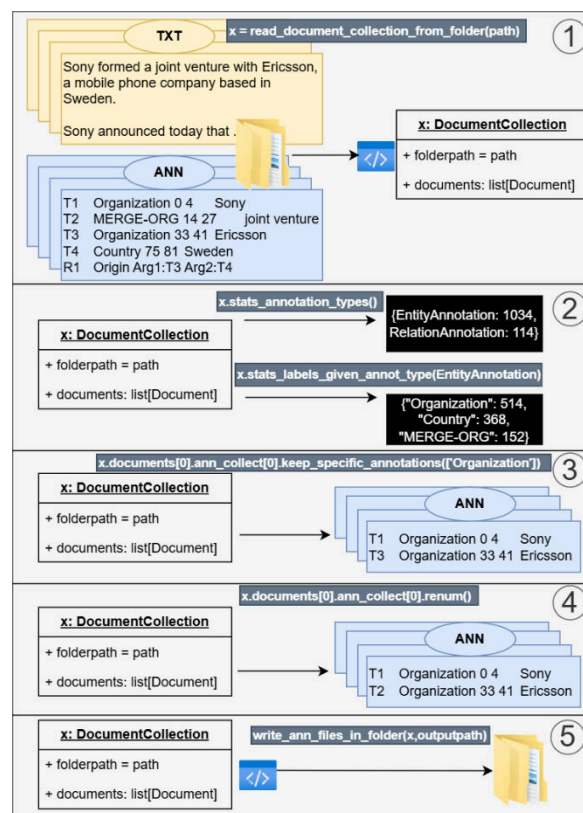 TXT
x = read_document_collection_from_folder(path)
1
Sony formed a joint venture with Ericsson,
a mobile phone company based in
Sweden.
Sony announced today that .
</>
x: DocumentCollection
+ folderpath = path
+ documents: list[Document]
ANN
T1 Organization 0 4 Sony
T2 MERGE-ORG 14 27 joint venture
T3 Organization 33 41 Ericsson
T4 Country 75 81 Sweden
R1 Origin Arg1:T3 Arg2:T4
2
x.stats_annotation_types()
{EntityAnnotation: 1034,
RelationAnnotation: 114}
x: DocumentCollection
+ folderpath = path
+ documents: list[Document]
x.stats_labels_given_annot_type(EntityAnnotation)
{"Organization": 514,
"Country": 368,
"MERGE-ORG": 152}
x.documents[0].ann_collect[0].keep_specific_annotations(['Organization'])
3
x: DocumentCollection
+ folderpath = path
+ documents: list[Document]
ANN
T1 Organization 0 4 Sony
T3 Organization 33 41 Ericsson
x.documents[0].ann_collect[0].renum()
4
x: DocumentCollection
+ folderpath = path
+ documents: list[Document]
ANN
T1 Organization 0 4 Sony
T2 Organization 33 41 Ericsson
5
x: DocumentCollection
+ folderpath = path
+ documents: list[Document]
write_ann_files_in_folder(x,outputpath)
</>